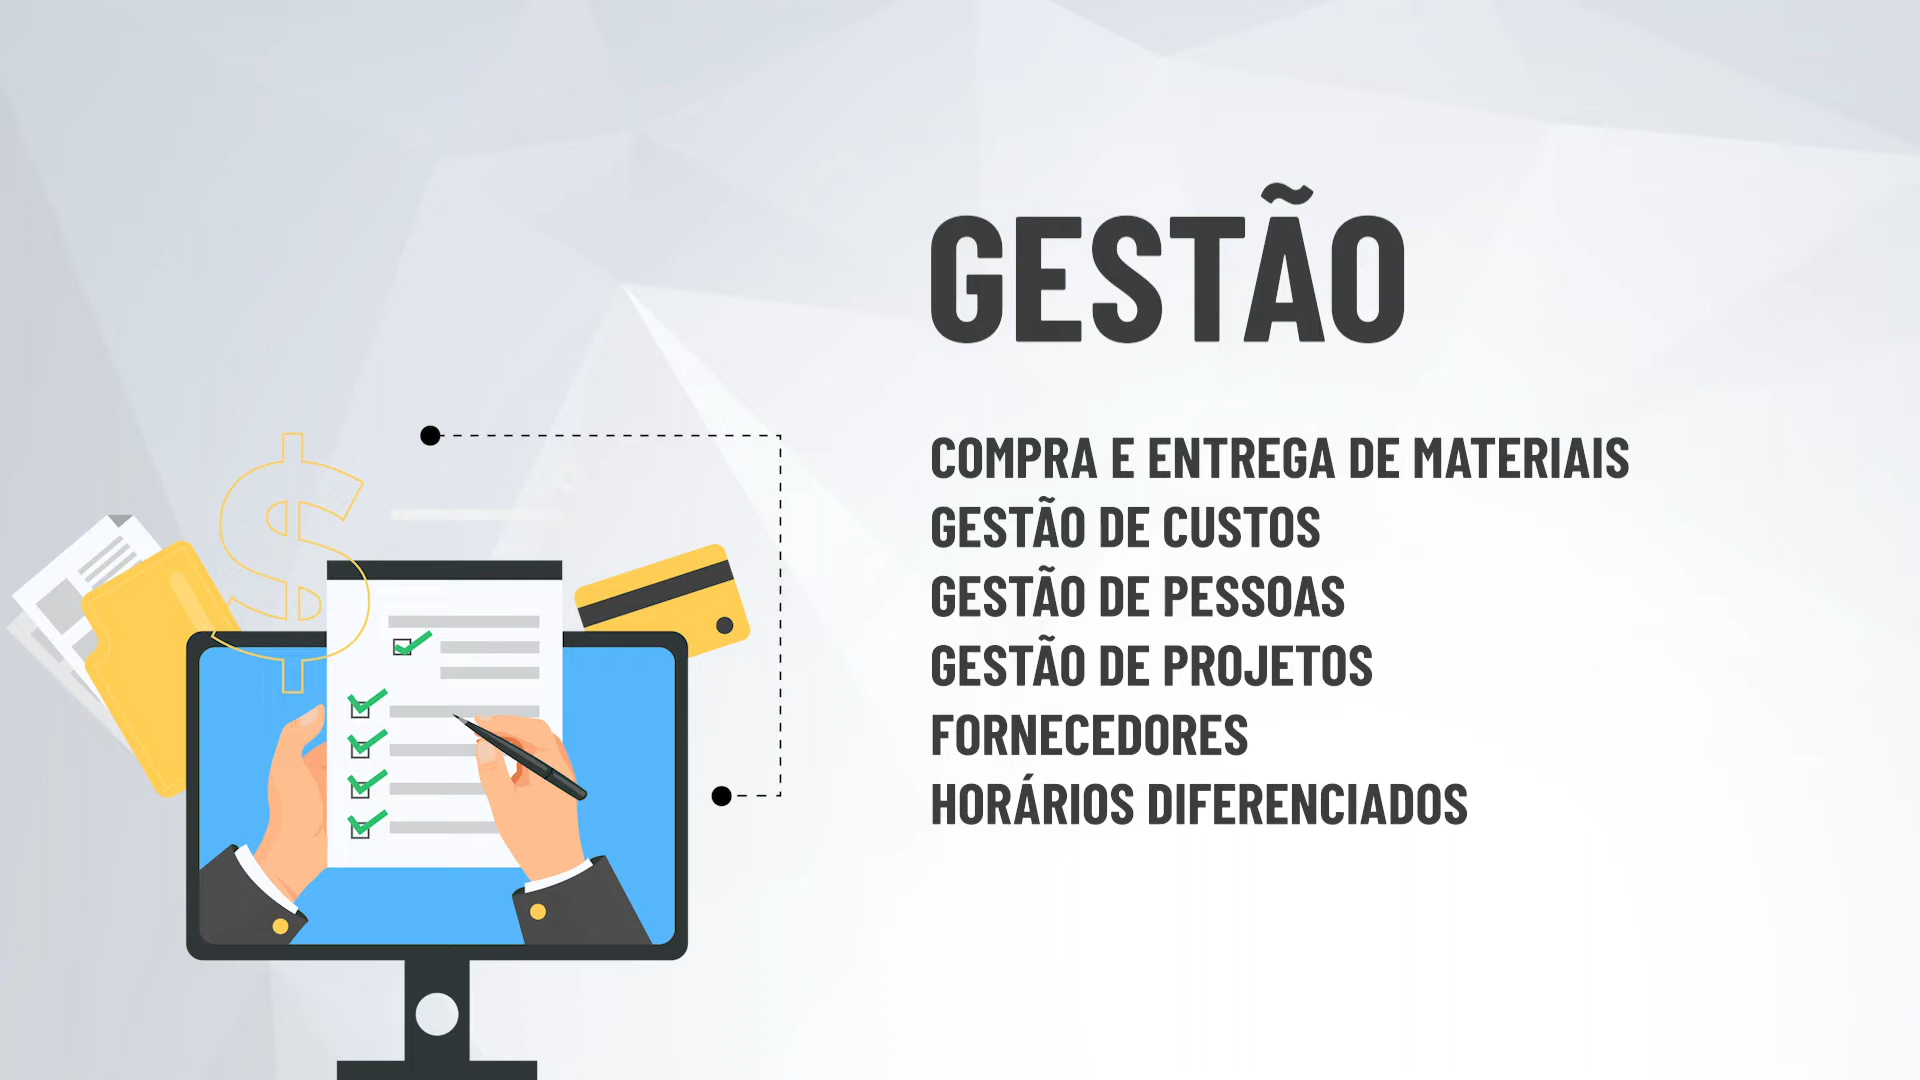 GESTÃO
COMPRA E ENTREGA DE MATERIAIS
GESTÃO DE CUSTOS
GESTÃO DE PESSOAS
GESTÃO DE PROJETOS
FORNECEDORES
HORÁRIOS DIFERENCIADOS
$